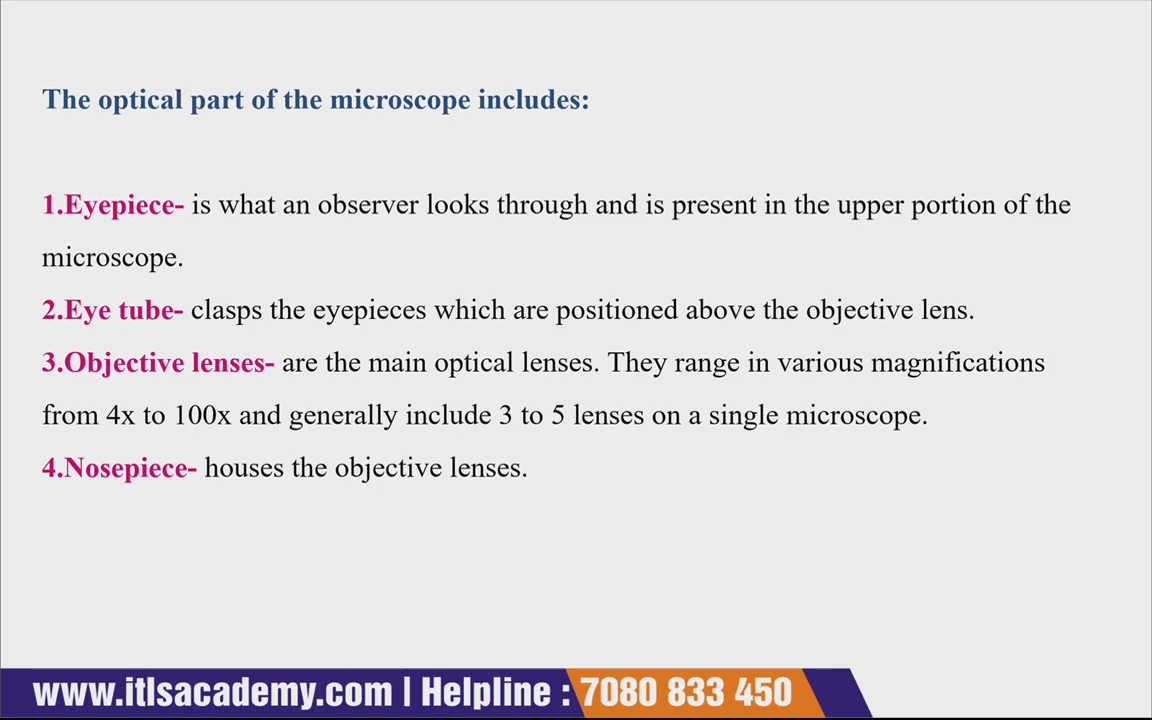 The optical part of the microscope includes:
1.Eyepiece- is what an observer looks through and is present in the upper portion of the
microscope.
2.Eye tube- clasps the eyepieces which are positioned above the objective lens.
3.Objective lenses- are the main optical lenses. They range in various magnifications
from 4x to 100x and generally include 3 to 5 lenses on a single microscope.
4.Nosepiece- houses the objective lenses.
www.itlsacademy.com | Helpline : 7080 833 450